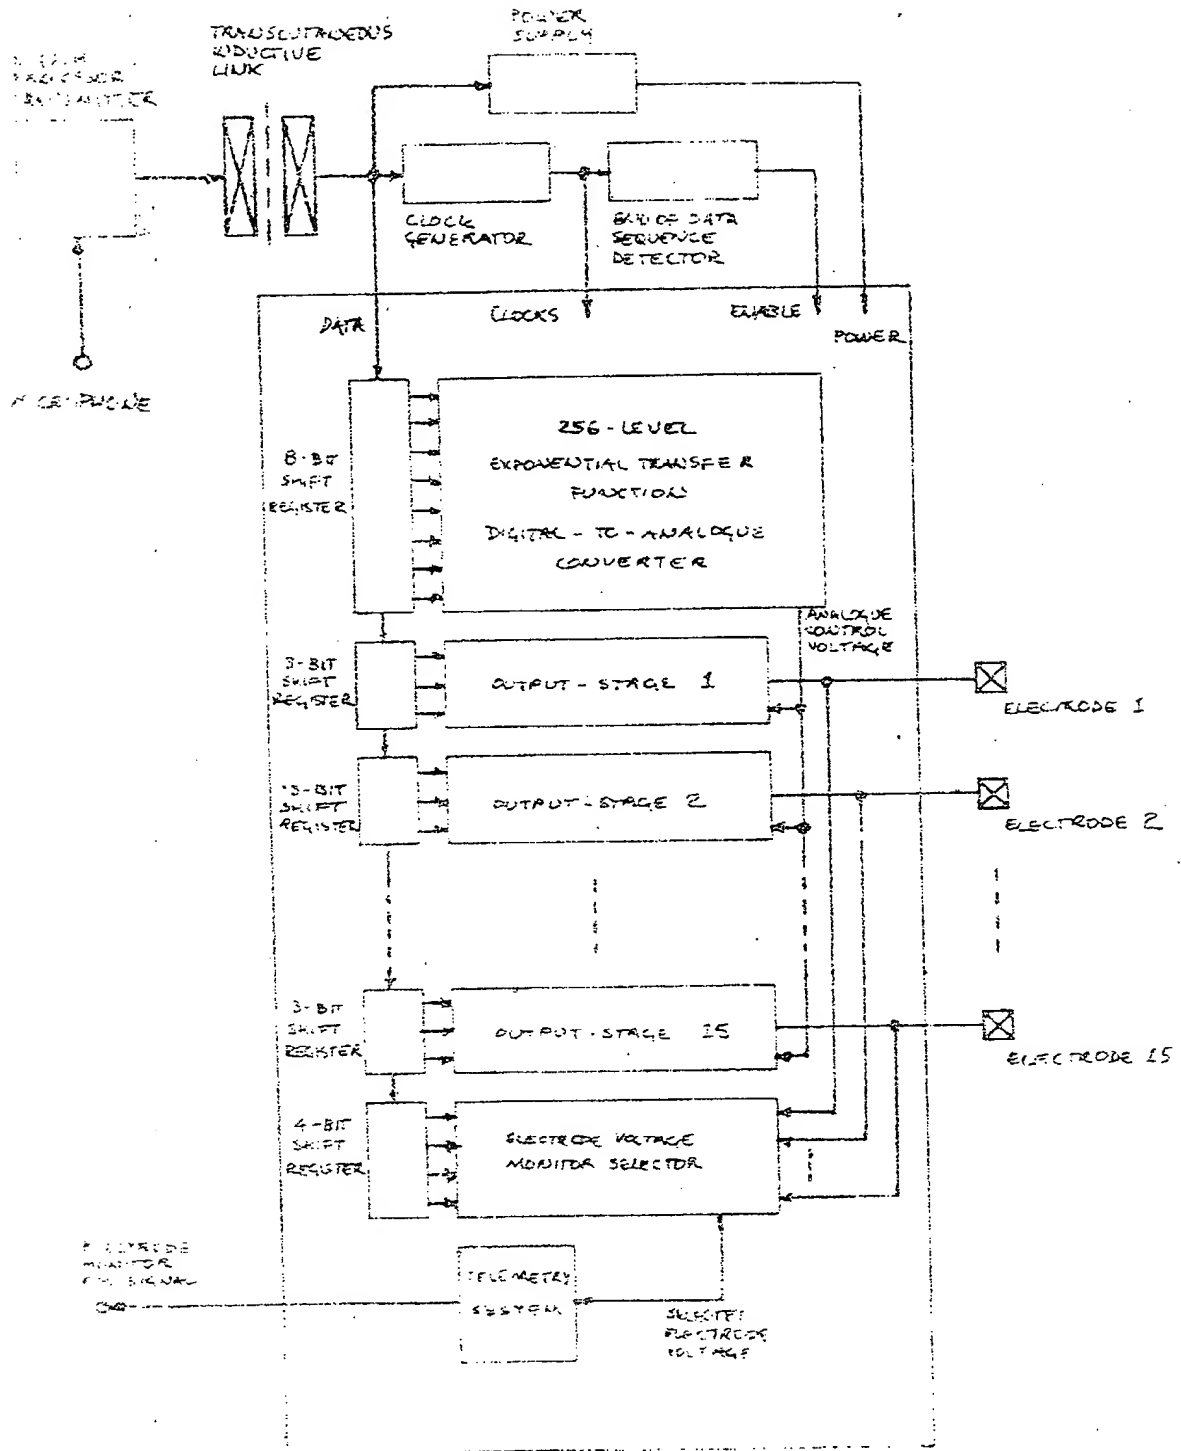 TRANSCUTANEOUS
INDUCTIVE
LINK
POWER
SUPPLY
CLOCK
GENERATOR
END OF DATA
SEQUENCE
DETECTOR
DATA
CLOCKS
ENABLE
POWER
8-BIT
SHIFT
REGISTER
256-LEVEL
EXPONENTIAL TRANSFER
FUNCTION
DIGITAL-TO-ANALOGUE
CONVERTER
ANALOGUE
CONTROL
VOLTAGE
3-BIT
SHIFT
REGISTER
OUTPUT-STAGE 1
ELECTRODE 1
3-BIT
SHIFT
REGISTER
OUTPUT-STAGE 2
ELECTRODE 2
3-BIT
SHIFT
REGISTER
OUTPUT-STAGE 15
ELECTRODE 15
4-BIT
SHIFT
REGISTER
ELECTRODE VOLTAGE
MONITOR SELECTOR
MONITOR
SIGNAL
TELEMETRY
SYSTEM
SELECTED
ELECTRODE
VOLTAGE